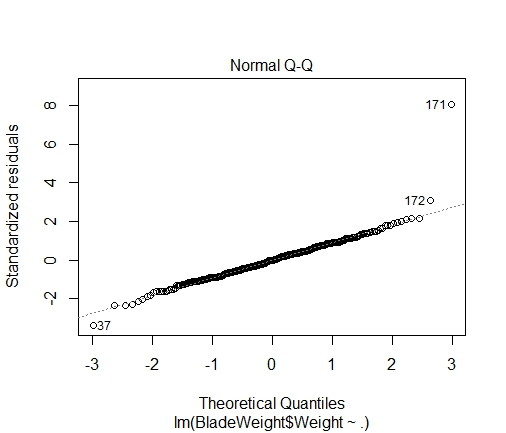 Normal Q-Q
Standardized residuals
8
6
4
2
0
-2
171
172
37
-3 -2 -1 0 1 2 3
Theoretical Quantiles
lm(BladeWeight$Weight ~ .)